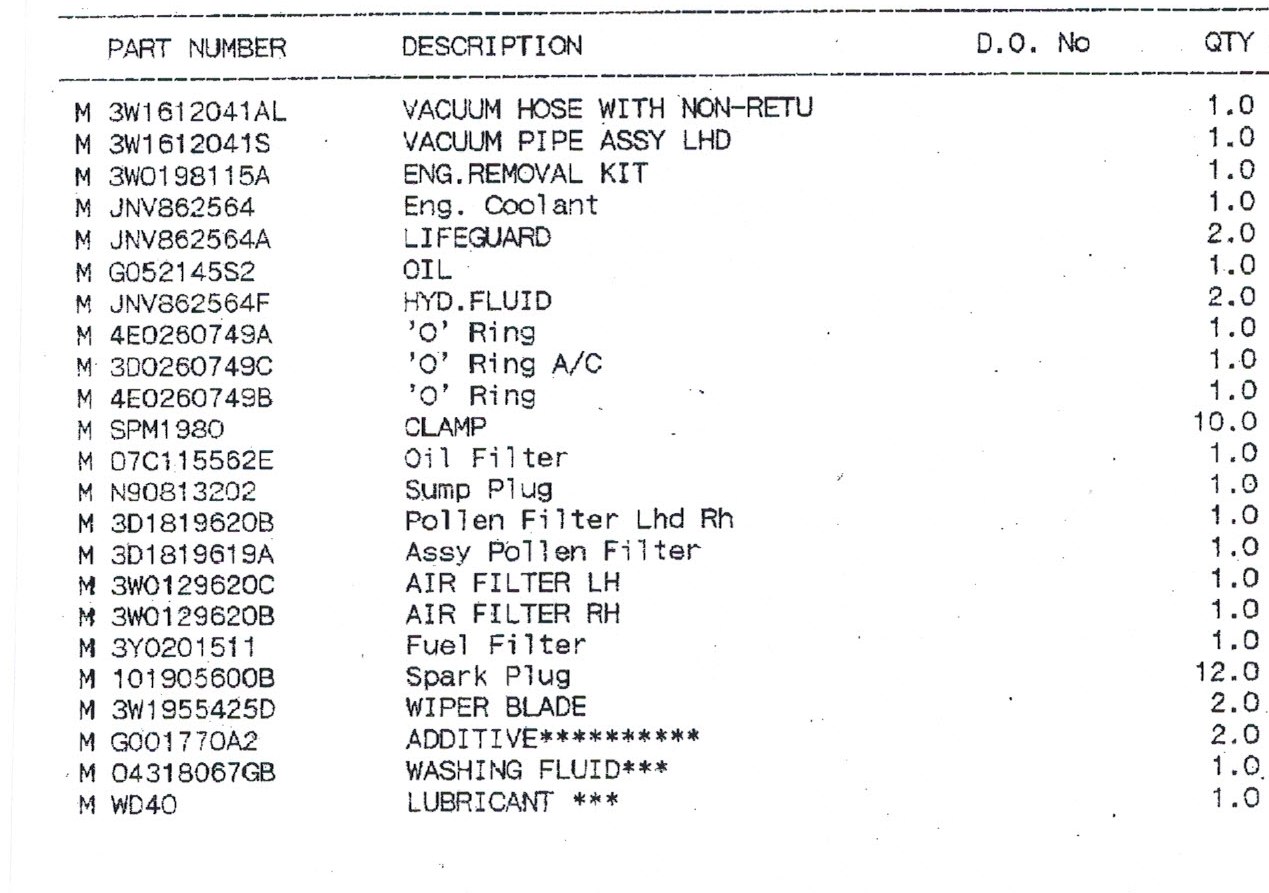 PART NUMBER DESCRIPTION D.O. No QTY
M 3W1612041AL VACUUM HOSE WITH NON-RETU 1.0
M 3W1612041S VACUUM PIPE ASSY LHD 1.0
M 3W0198115A ENG.REMOVAL KIT 1.0
M JNV862564 Eng. Coolant 1.0
M JNV862564A LIFEGUARD 2.0
M G052145S2 OIL 1.0
M JNV862564F HYD.FLUID 2.0
M 4E0260749A 'O' Ring 1.0
M 3D0260749C 'O' Ring A/C 1.0
M 4E0260749B 'O' Ring 1.0
M SPM1980 CLAMP 10.0
M 07C115562E Oil Filter 1.0
M N90813202 Sump Plug 1.0
M 3D1819620B Pollen Filter Lhd Rh 1.0
M 3D1819619A Assy Pollen Filter 1.0
M 3W0129620C AIR FILTER LH 1.0
M 3W0129620B AIR FILTER RH 1.0
M 3Y0201511 Fuel Filter 1.0
M 101905600B Spark Plug 12.0
M 3W1955425D WIPER BLADE 2.0
M G001770A2 ADDITIVE********** 2.0
M 04318067GB WASHING FLUID*** 1.0
M WD40 LUBRICANT *** 1.0